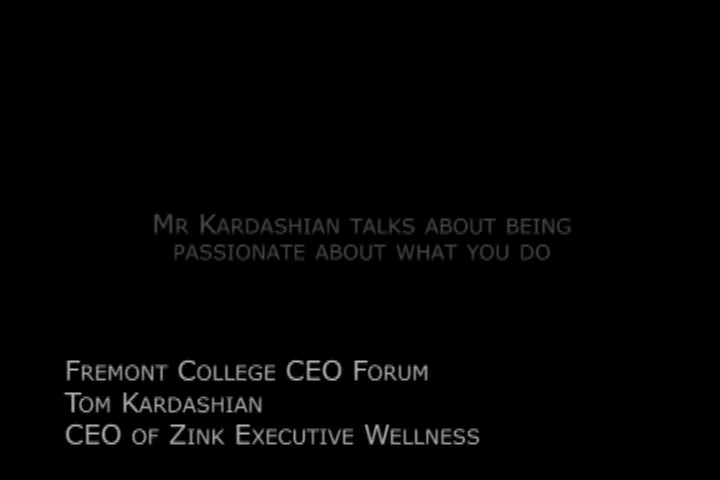 Mr Kardashian talks about being
passionate about what you do
Fremont College CEO Forum
Tom Kardashian
CEO of Zink Executive Wellness